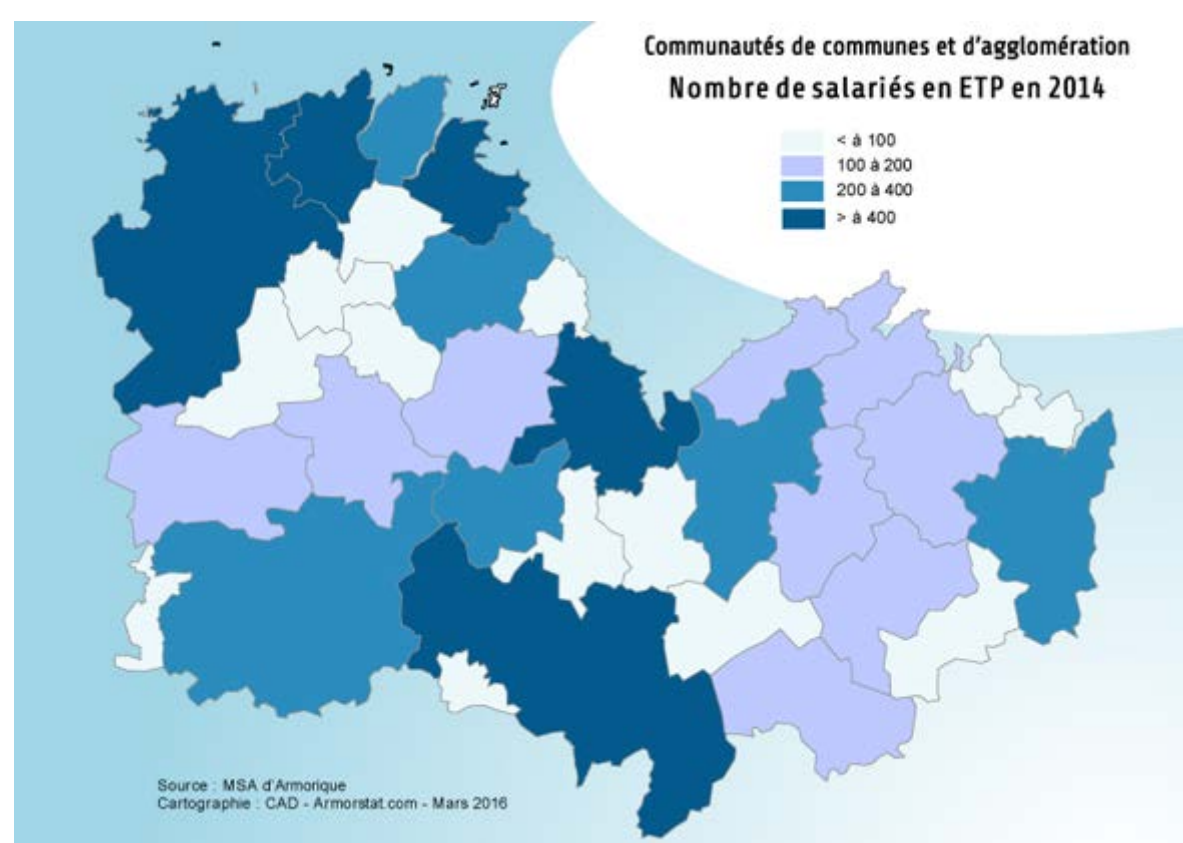 Communautés de communes et d'agglomération
Nombre de salariés en ETP en 2014
< à 100
100 à 200
200 à 400
> à 400
Source : MSA d'Armorique
Cartographie : CAD - Armorstat.com - Mars 2016